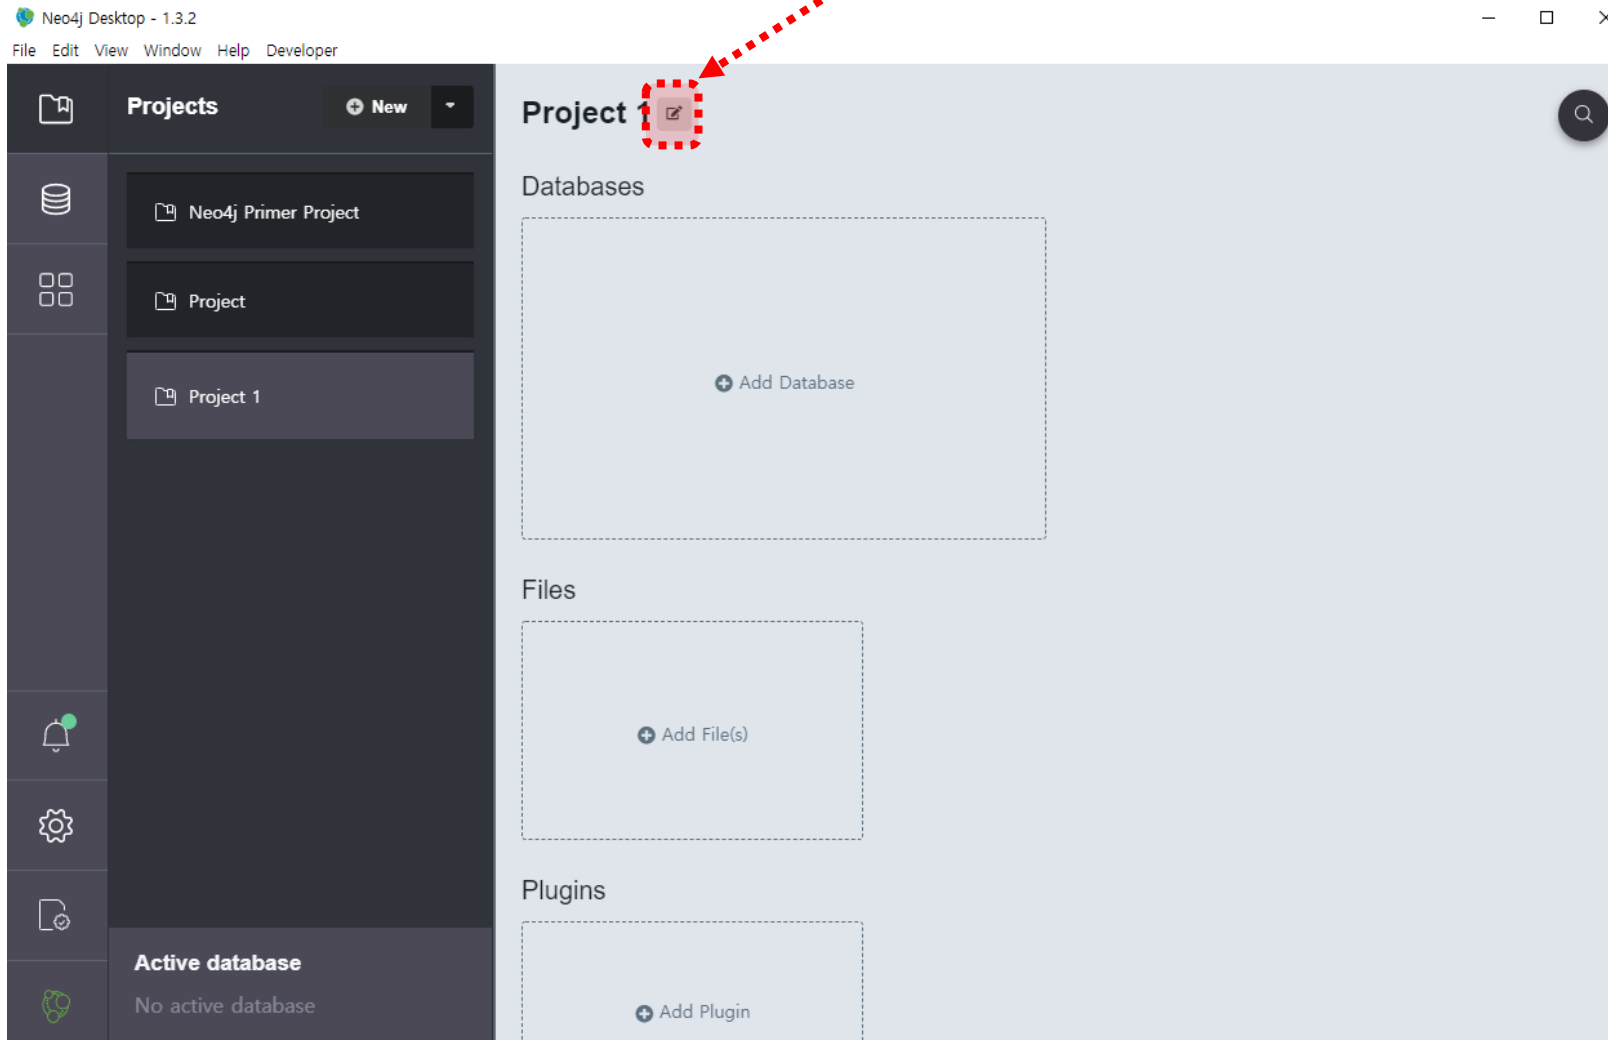 Neo4j Desktop - 1.3.2
File Edit View Window Help Developer
Projects
New
Neo4j Primer Project
Project
Project 1
Active database
No active database
Project 1
Databases
Add Database
Files
Add File(s)
Plugins
Add Plugin